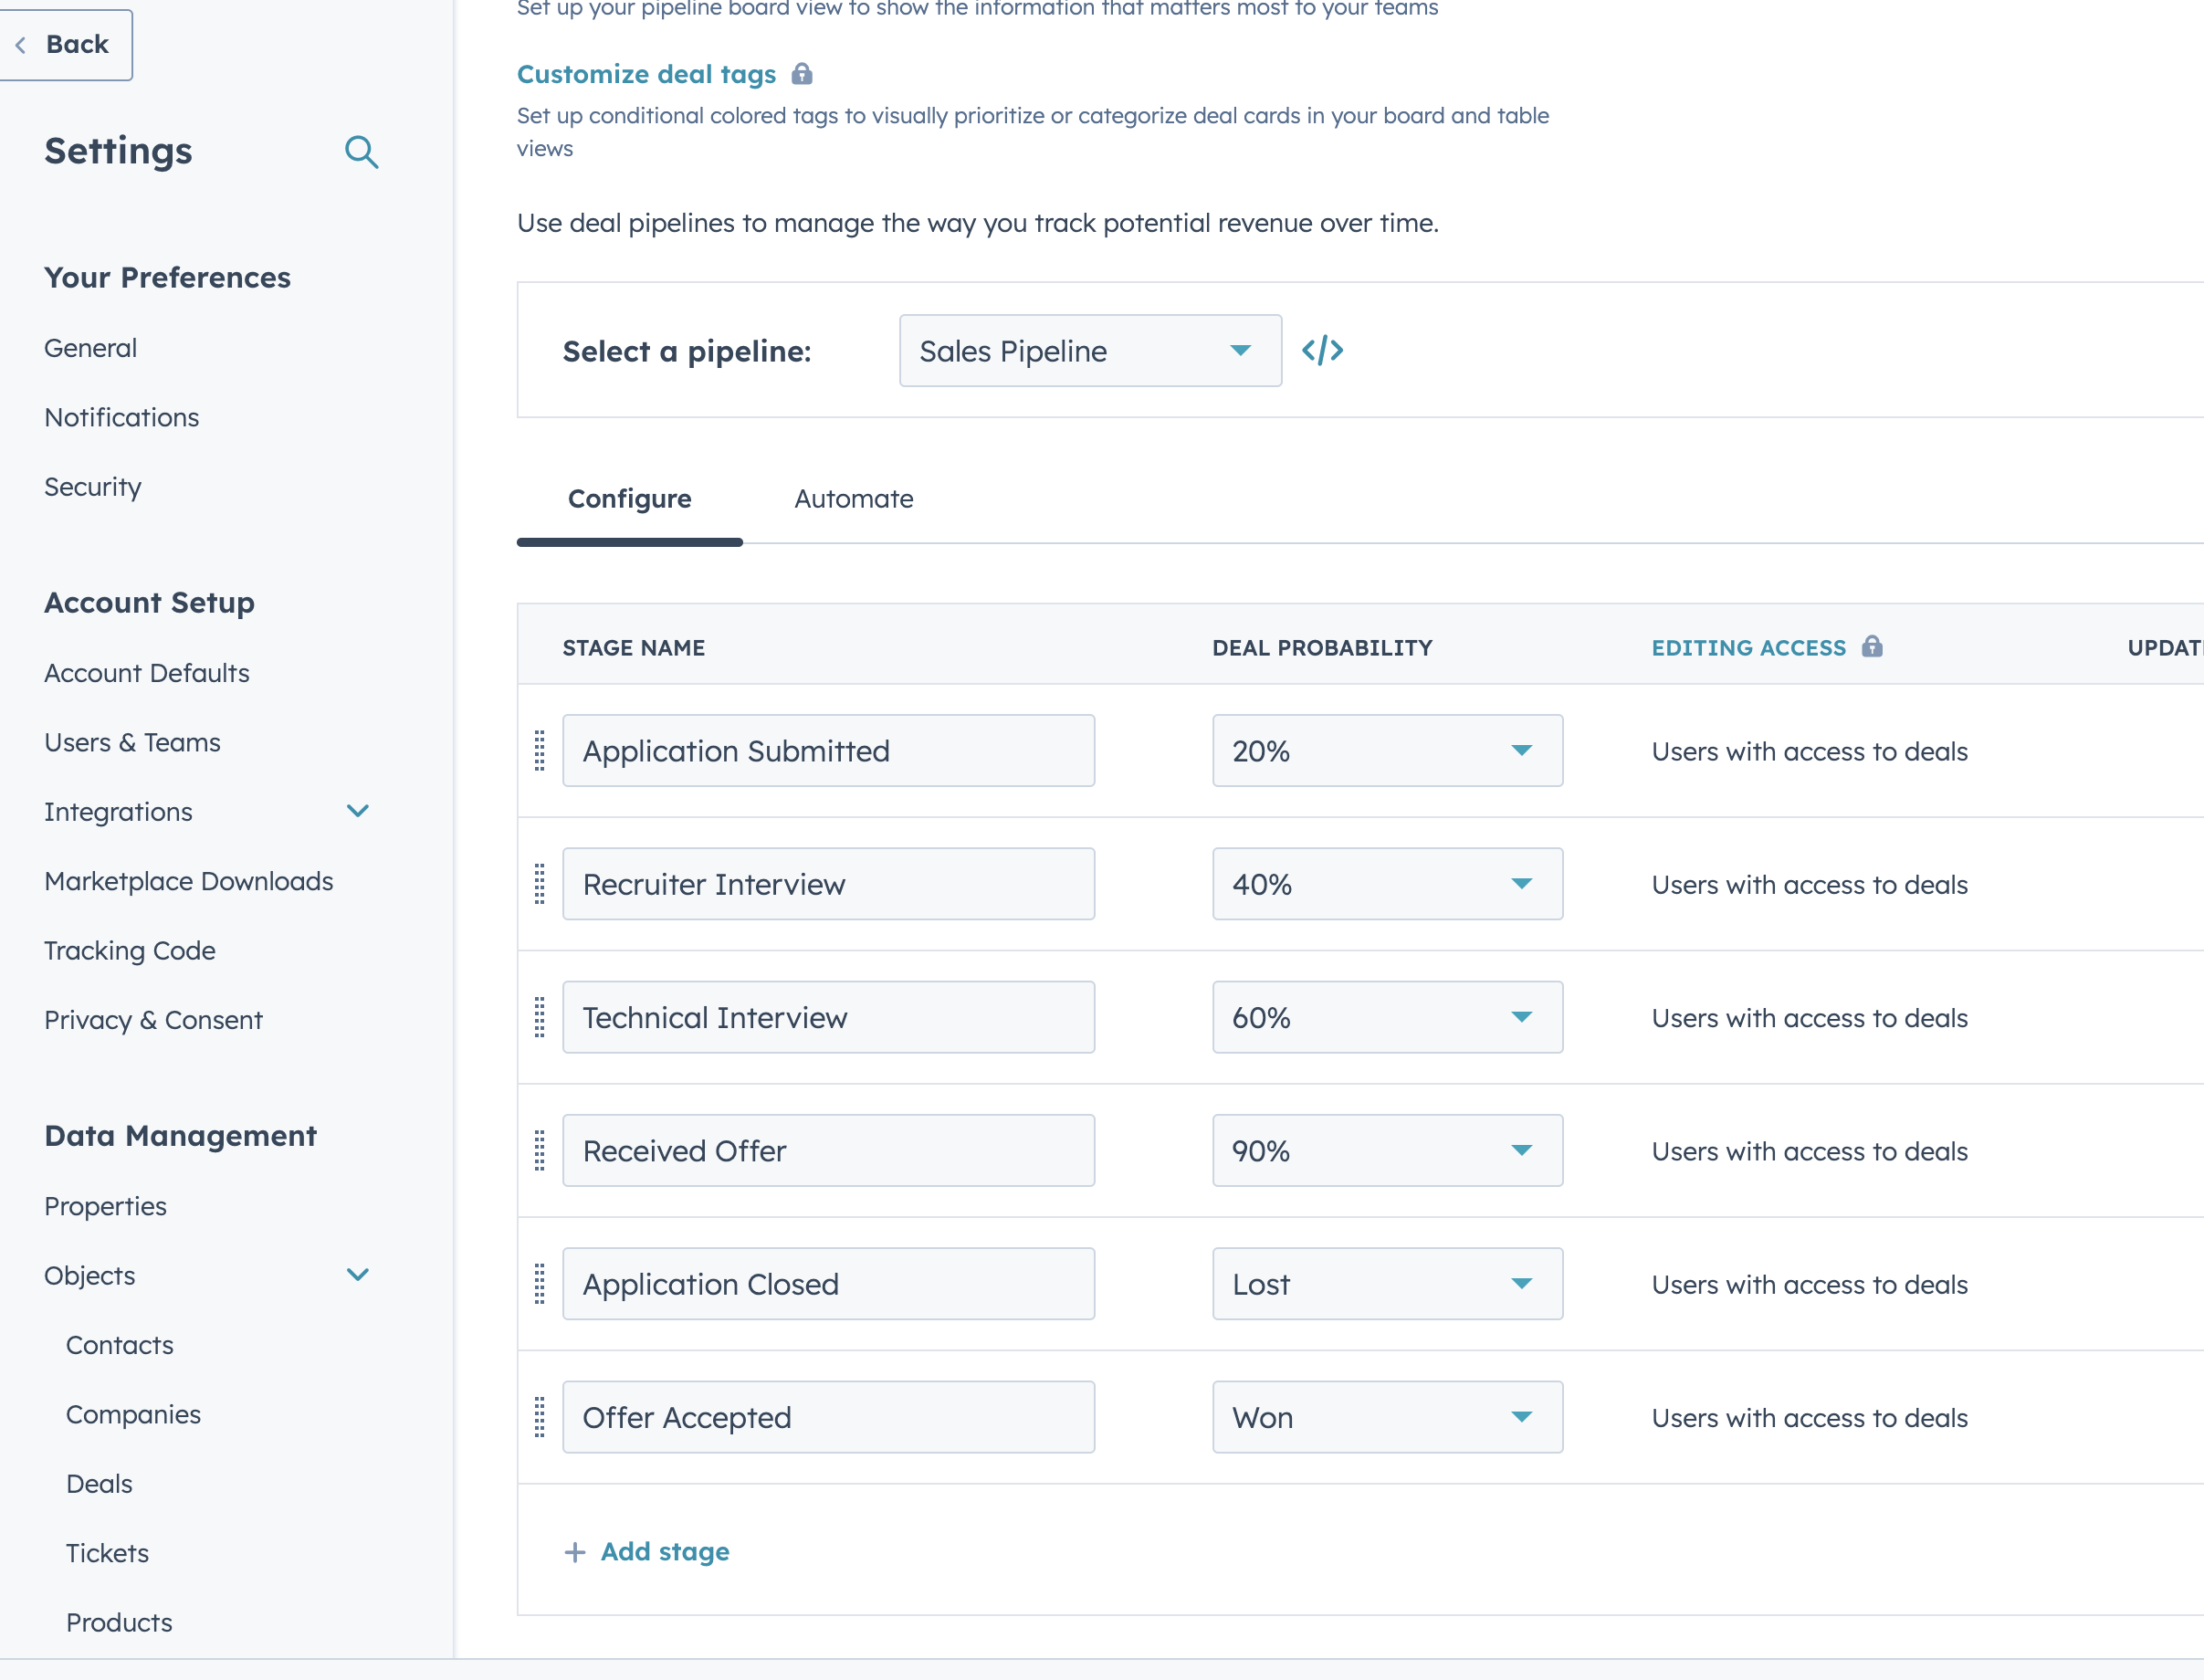 Back
Settings
Your Preferences
General
Notifications
Security
Account Setup
Account Defaults
Users & Teams
Integrations
Marketplace Downloads
Tracking Code
Privacy & Consent
Data Management
Properties
Objects
Contacts
Companies
Deals
Tickets
Products
Set up your pipeline board view to show the information that matters most to your teams
Customize deal tags
Set up conditional colored tags to visually prioritize or categorize deal cards in your board and table
views
Use deal pipelines to manage the way you track potential revenue over time.
Select a pipeline: Sales Pipeline </>
Configure Automate
STAGE NAME DEAL PROBABILITY EDITING ACCESS
Application Submitted 20% Users with access to deals
Recruiter Interview 40% Users with access to deals
Technical Interview 60% Users with access to deals
Received Offer 90% Users with access to deals
Application Closed Lost Users with access to deals
Offer Accepted Won Users with access to deals
+ Add stage